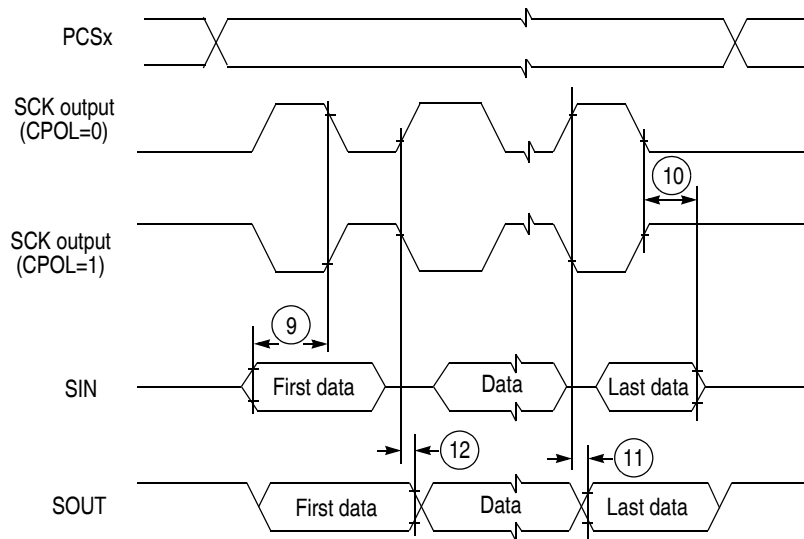 PCSx
SCK output
(CPOL=0)
10
SCK output
(CPOL=1)
9
SIN
First data
Data
Last data
12
11
SOUT
First data
Data
Last data